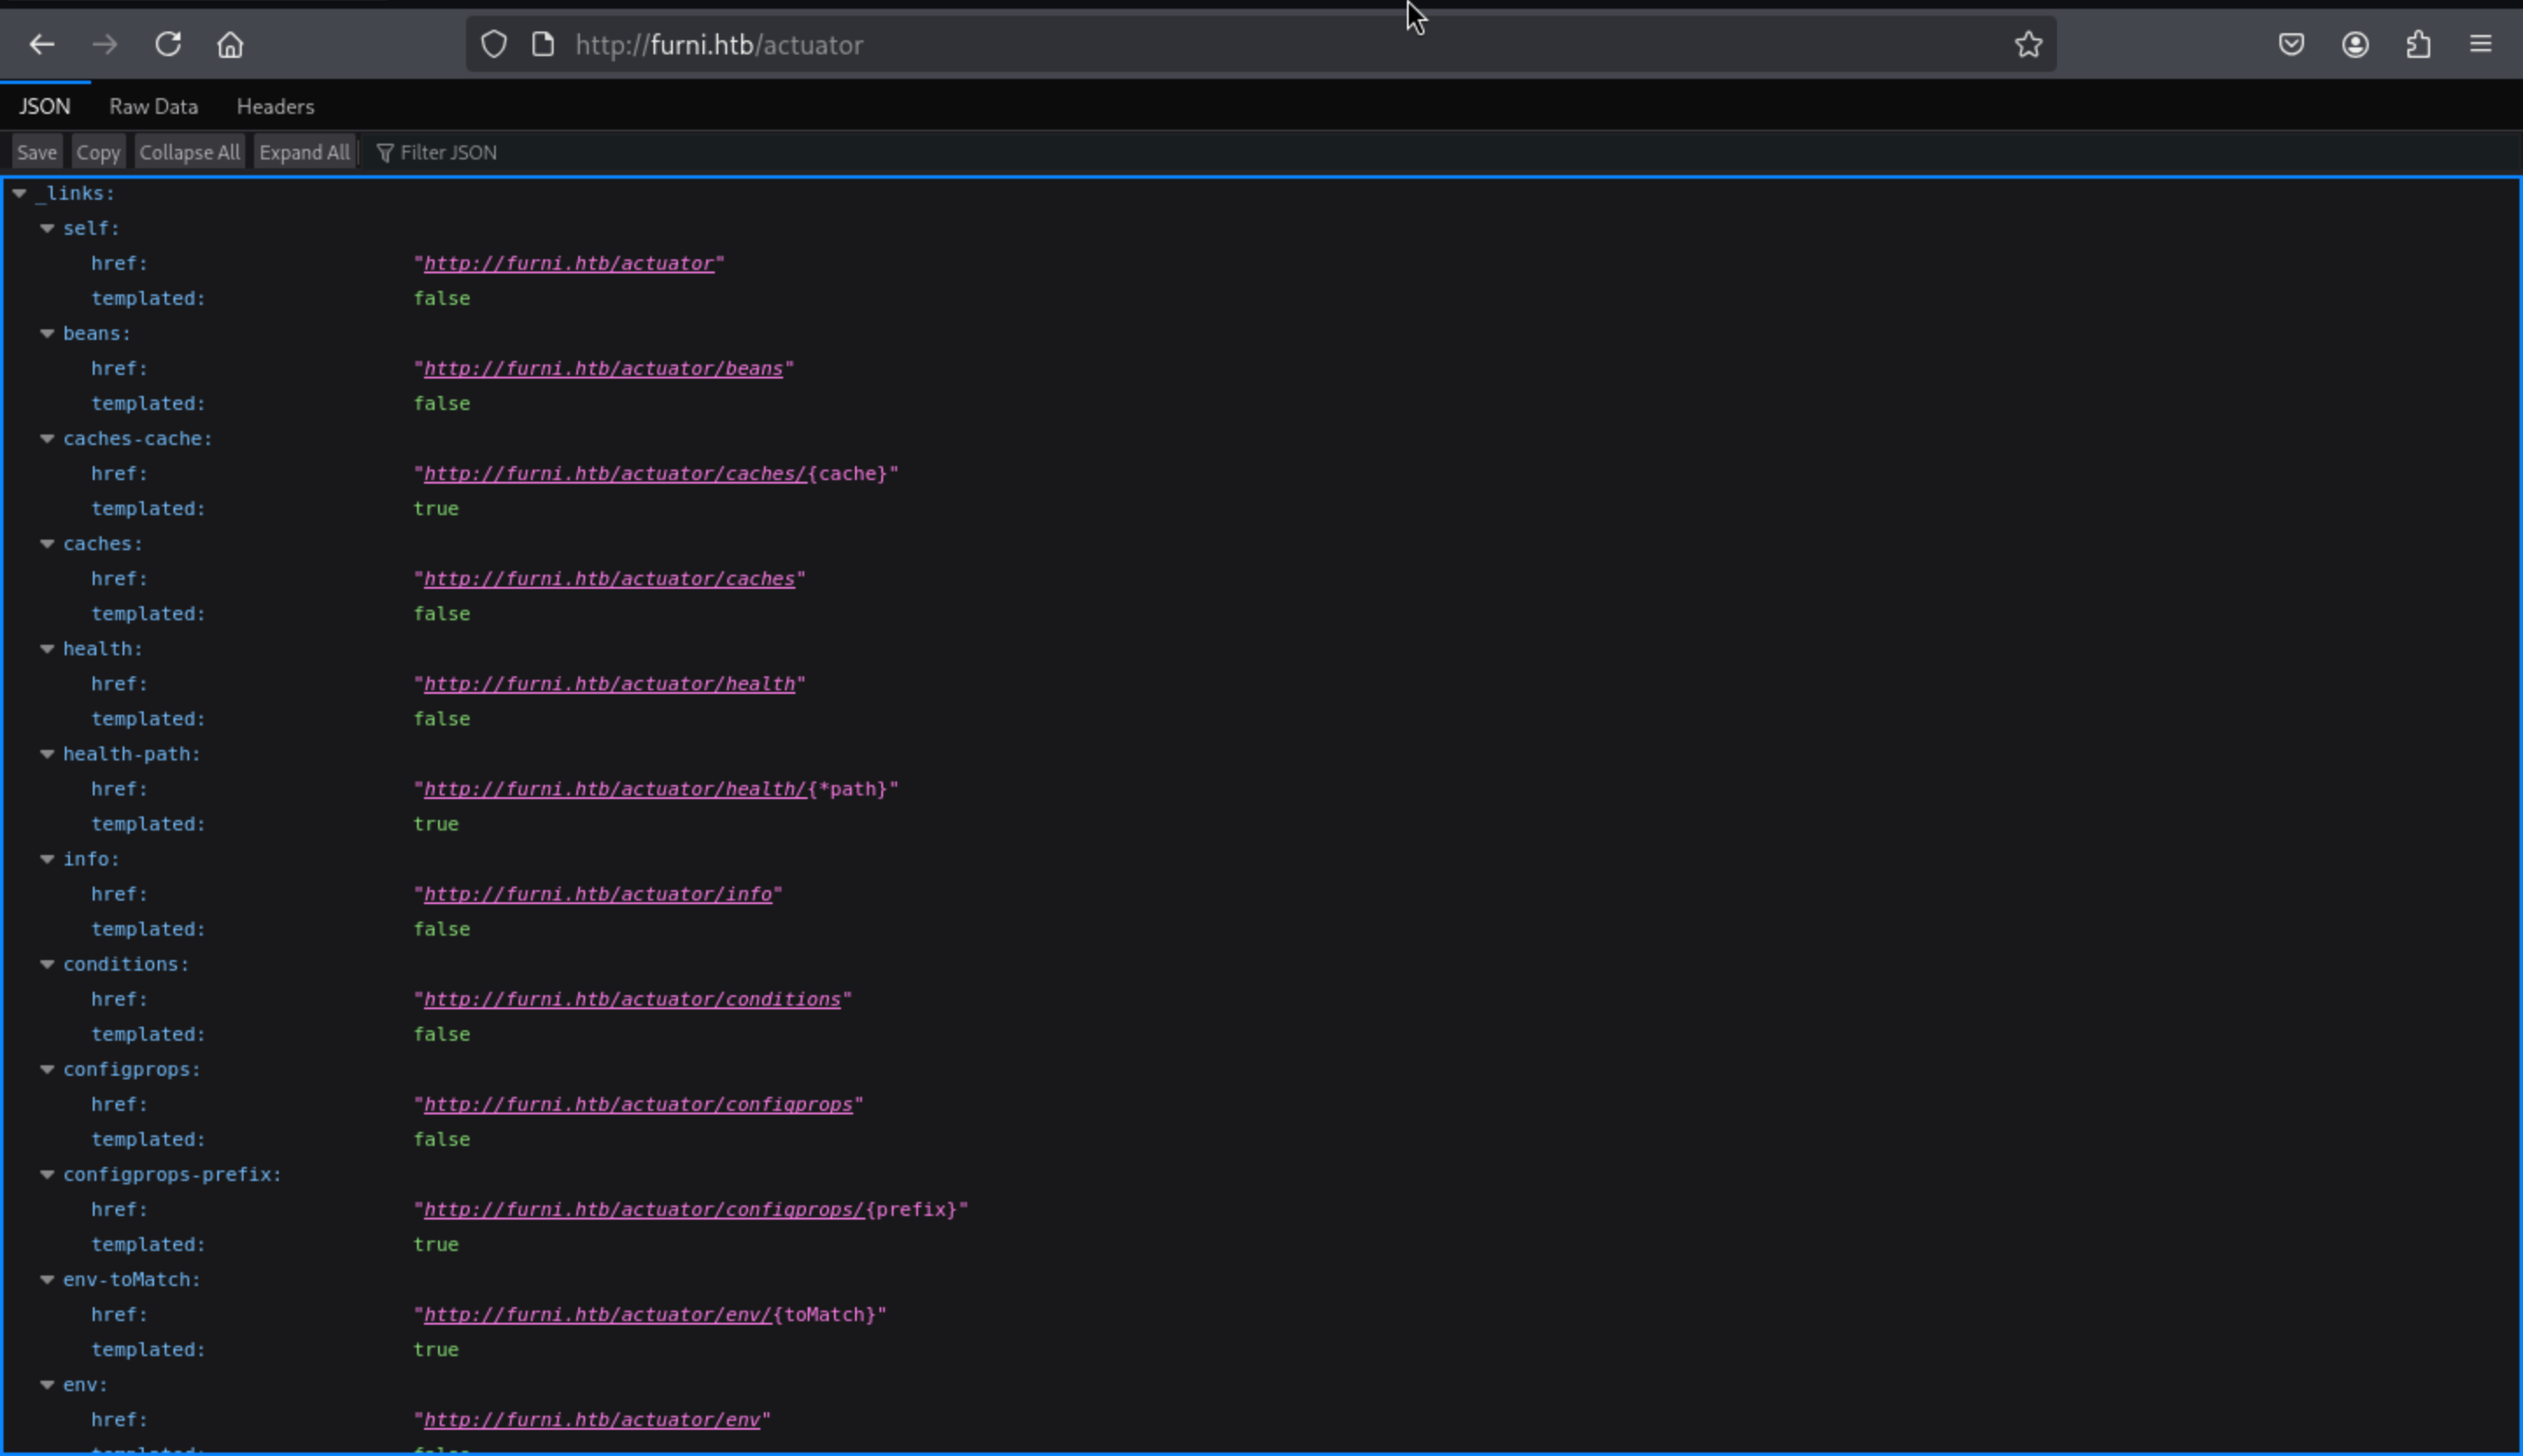 http://furni.htb/actuator
JSON Raw Data Headers
Save Copy Collapse All Expand All Filter JSON
_links:
self:
href: "http://furni.htb/actuator"
templated: false
beans:
href: "http://furni.htb/actuator/beans"
templated: false
caches-cache:
href: "http://furni.htb/actuator/caches/{cache}"
templated: true
caches:
href: "http://furni.htb/actuator/caches"
templated: false
health:
href: "http://furni.htb/actuator/health"
templated: false
health-path:
href: "http://furni.htb/actuator/health/{*path}"
templated: true
info:
href: "http://furni.htb/actuator/info"
templated: false
conditions:
href: "http://furni.htb/actuator/conditions"
templated: false
configprops:
href: "http://furni.htb/actuator/configprops"
templated: false
configprops-prefix:
href: "http://furni.htb/actuator/configprops/{prefix}"
templated: true
env-toMatch:
href: "http://furni.htb/actuator/env/{toMatch}"
templated: true
env:
href: "http://furni.htb/actuator/env"
templated: false